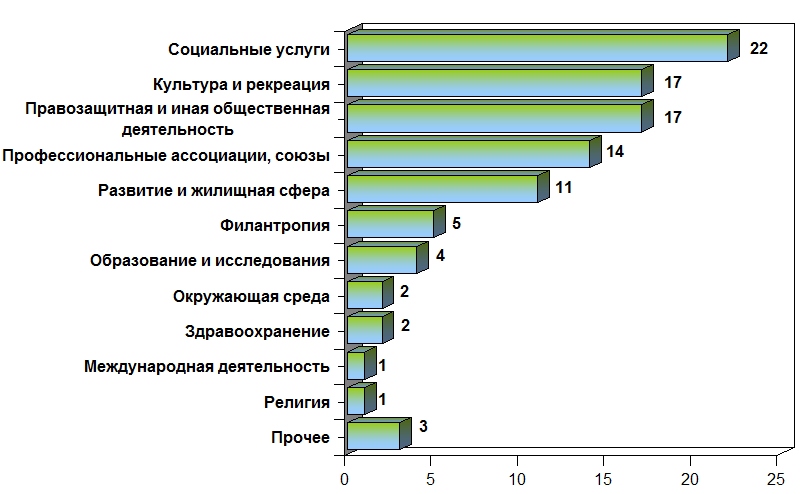 Социальные услуги 22
Культура и рекреация 17
Правозащитная и иная общественная
деятельность 17
Профессиональные ассоциации, союзы 14
Развитие и жилищная сфера 11
Филантропия 5
Образование и исследования 4
Окружающая среда 2
Здравоохранение 2
Международная деятельность 1
Религия 1
Прочее 3
0 5 10 15 20 25